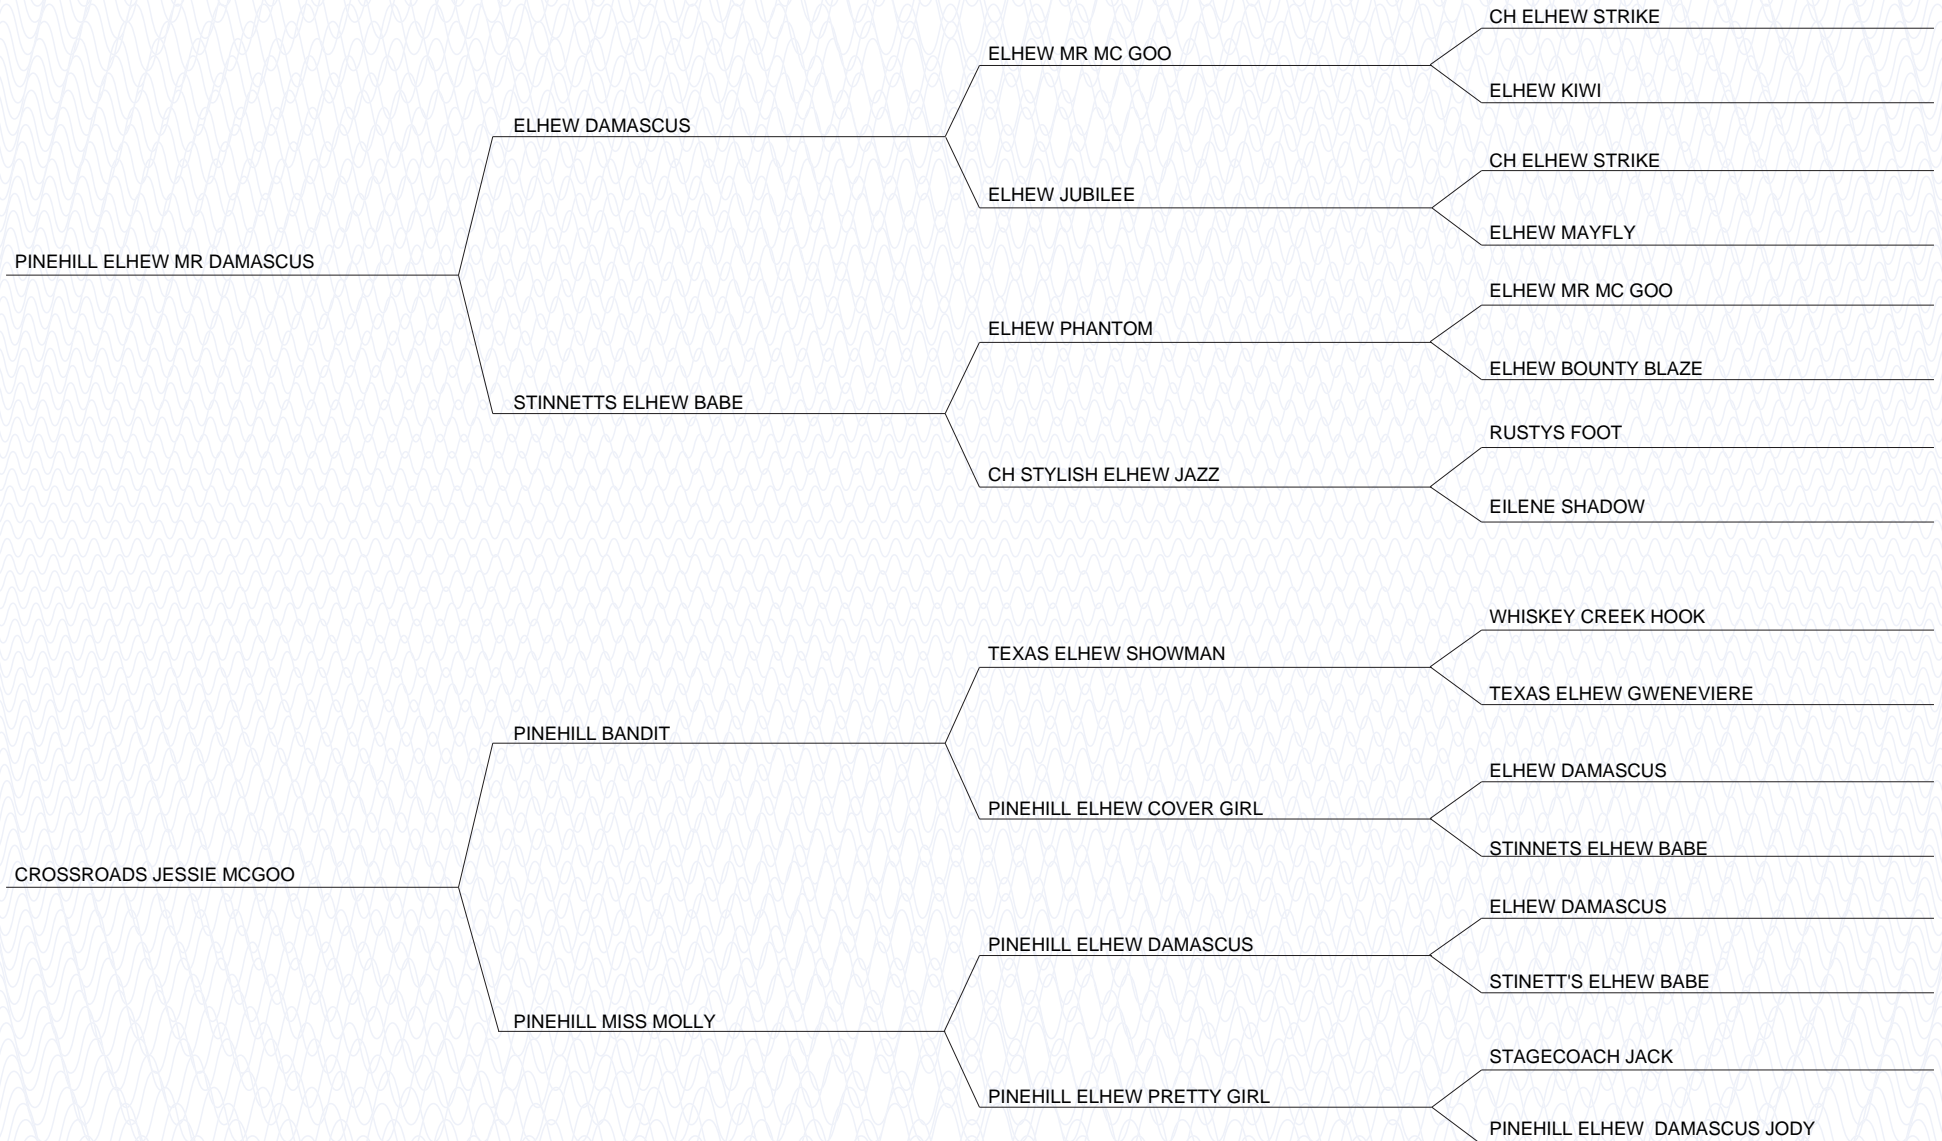 CH ELHEW STRIKE
ELHEW MR MC GOO
ELHEW KIWI
ELHEW DAMASCUS
CH ELHEW STRIKE
ELHEW JUBILEE
ELHEW MAYFLY
PINEHILL ELHEW MR DAMASCUS
ELHEW MR MC GOO
ELHEW PHANTOM
ELHEW BOUNTY BLAZE
STINNETTS ELHEW BABE
RUSTYS FOOT
CH STYLISH ELHEW JAZZ
EILENE SHADOW
WHISKEY CREEK HOOK
TEXAS ELHEW SHOWMAN
TEXAS ELHEW GWENEVIERE
PINEHILL BANDIT
ELHEW DAMASCUS
PINEHILL ELHEW COVER GIRL
STINNETS ELHEW BABE
CROSSROADS JESSIE MCGOO
ELHEW DAMASCUS
PINEHILL ELHEW DAMASCUS
STINETT'S ELHEW BABE
PINEHILL MISS MOLLY
STAGECOACH JACK
PINEHILL ELHEW PRETTY GIRL
PINEHILL ELHEW  DAMASCUS JODY